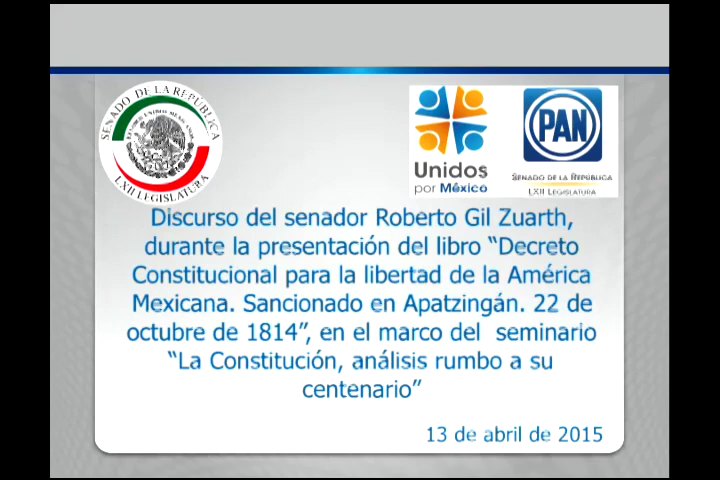 SENADO DE LA REPÚBLICA
ESTADOS UNIDOS MEXICANOS
LXII LEGISLATURA
Unidos
por México
PAN
SENADO DE LA REPÚBLICA
LXII LEGISLATURA
Discurso del senador Roberto Gil Zuarth,
durante la presentación del libro “Decreto
Constitucional para la libertad de la América
Mexicana. Sancionado en Apatzingán. 22 de
octubre de 1814”, en el marco del seminario
“La Constitución, análisis rumbo a su
centenario”
13 de abril de 2015